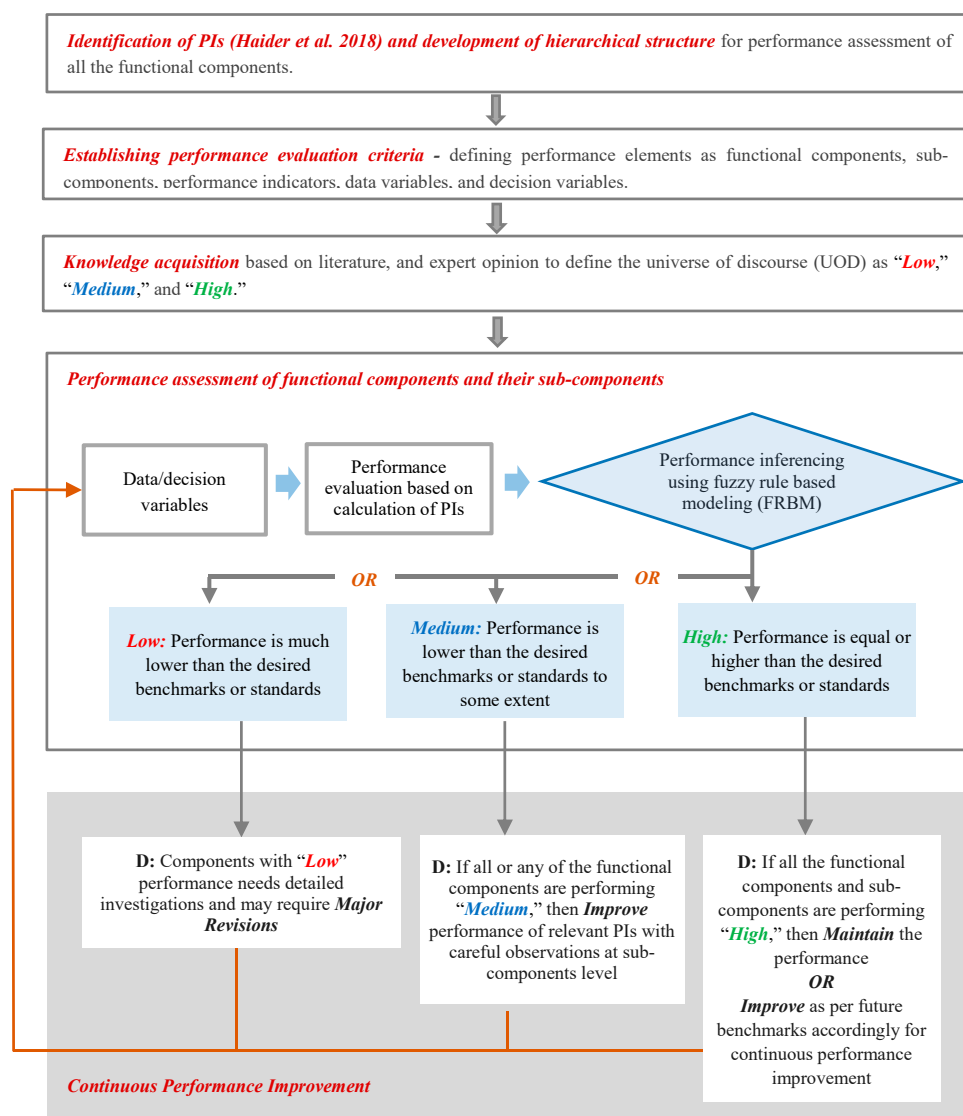 Identification of PIs (Haider et al. 2018) and development of hierarchical structure for performance assessment of
all the functional components.
Establishing performance evaluation criteria - defining performance elements as functional components, sub-
components, performance indicators, data variables, and decision variables.
Knowledge acquisition based on literature, and expert opinion to define the universe of discourse (UOD) as “Low,”
“Medium,” and “High.”
Performance assessment of functional components and their sub-components
Data/decision
variables
Performance
evaluation based on
calculation of PIs
Performance inferencing
using fuzzy rule based
modeling (FRBM)
OR
OR
Low: Performance is much
lower than the desired
benchmarks or standards
Medium: Performance is
lower than the desired
benchmarks or standards to
some extent
High: Performance is equal or
higher than the desired
benchmarks or standards
D: Components with “Low”
performance needs detailed
investigations and may require Major
Revisions
D: If all or any of the functional
components are performing
“Medium,” then Improve
performance of relevant PIs with
careful observations at sub-
components level
D: If all the functional
components and sub-
components are performing
“High,” then Maintain the
performance
OR
Improve as per future
benchmarks accordingly for
continuous performance
improvement
Continuous Performance Improvement